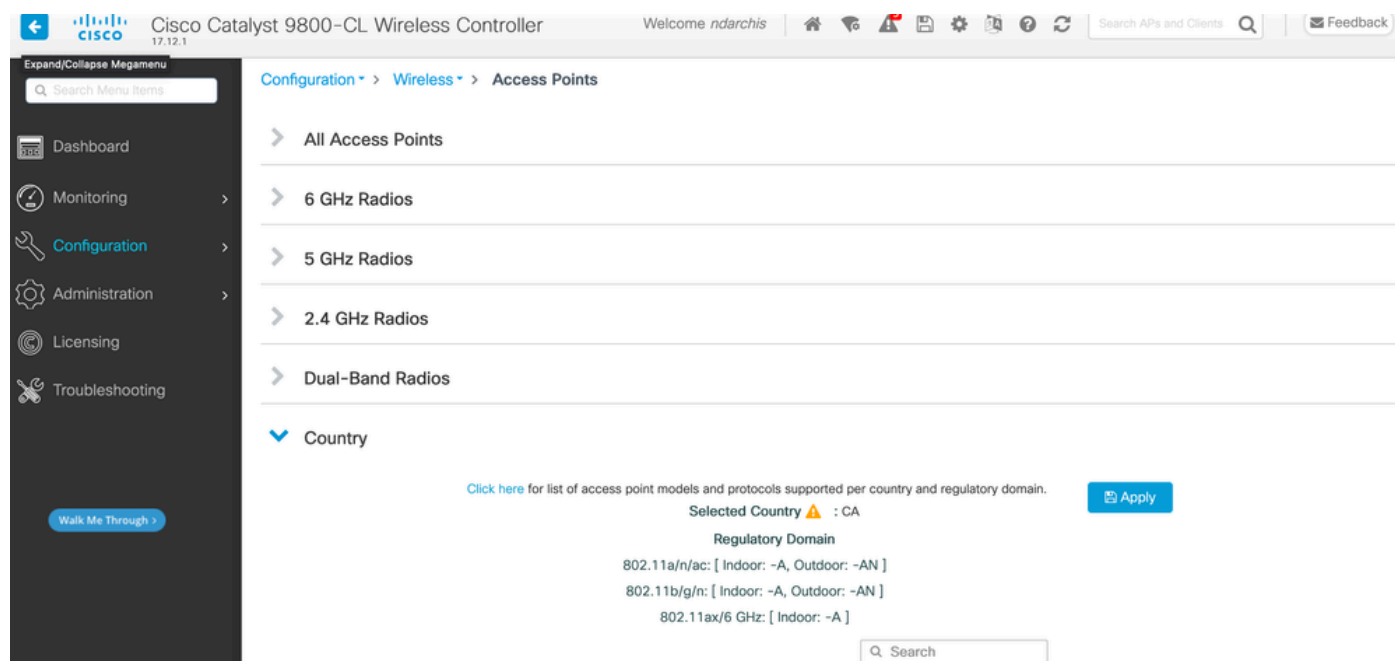 CISCO
Cisco Catalyst 9800-CL Wireless Controller
17.12.1
Welcome ndarchis
Search APs and Clients
Feedback
Expand/Collapse Megamenu
Search Menu Items
Dashboard
Monitoring
Configuration
Administration
Licensing
Troubleshooting
Walk Me Through >
Configuration > Wireless > Access Points
All Access Points
6 GHz Radios
5 GHz Radios
2.4 GHz Radios
Dual-Band Radios
Country
Click here for list of access point models and protocols supported per country and regulatory domain.
Apply
Selected Country : CA
Regulatory Domain
802.11a/n/ac: [ Indoor: -A, Outdoor: -AN ]
802.11b/g/n: [ Indoor: -A, Outdoor: -AN ]
802.11ax/6 GHz: [ Indoor: -A ]
Search